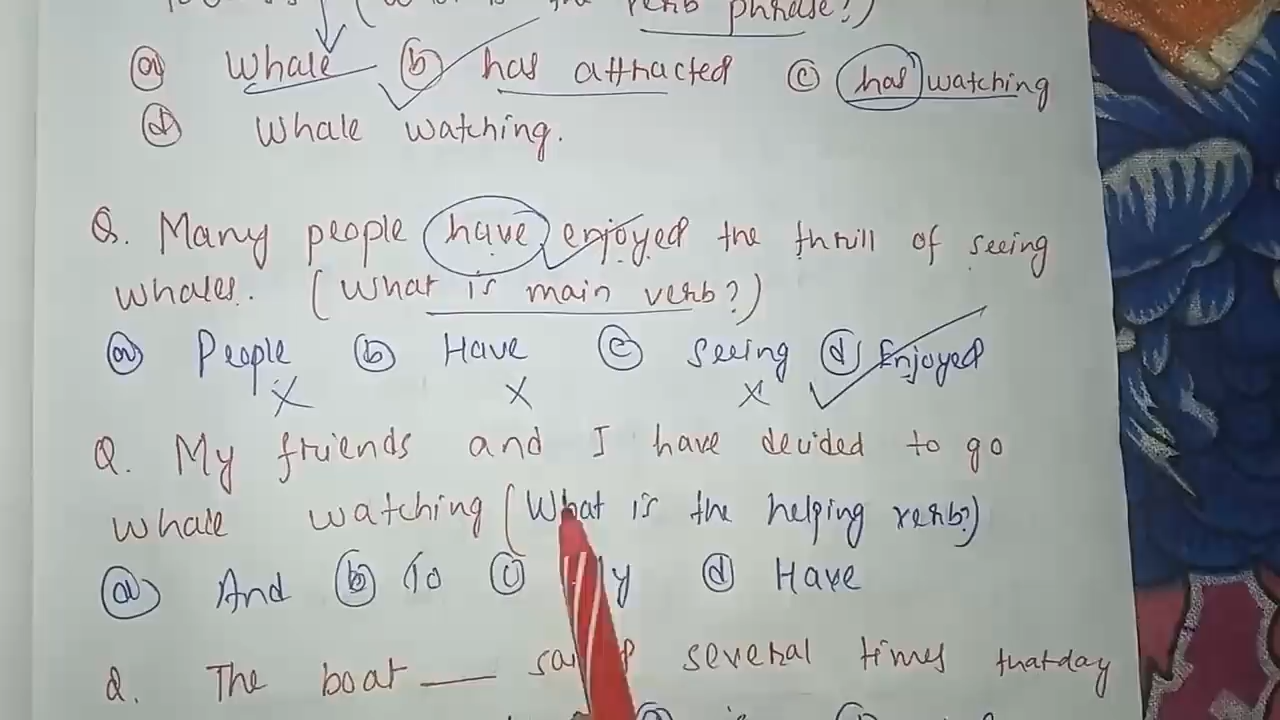 verb phrase?)
(a) Whale (b) has attracted (c) has watching
(d) Whale watching.
Q. Many people have enjoyed the thrill of seeing
whales. (What is main verb?)
(a) People (b) Have (c) Seeing (d) Enjoyed
Q. My friends and I have decided to go
whale watching (What is the helping verb?)
(a) And (b) To (c) (d) Have
Q. The boat ___ several times that day